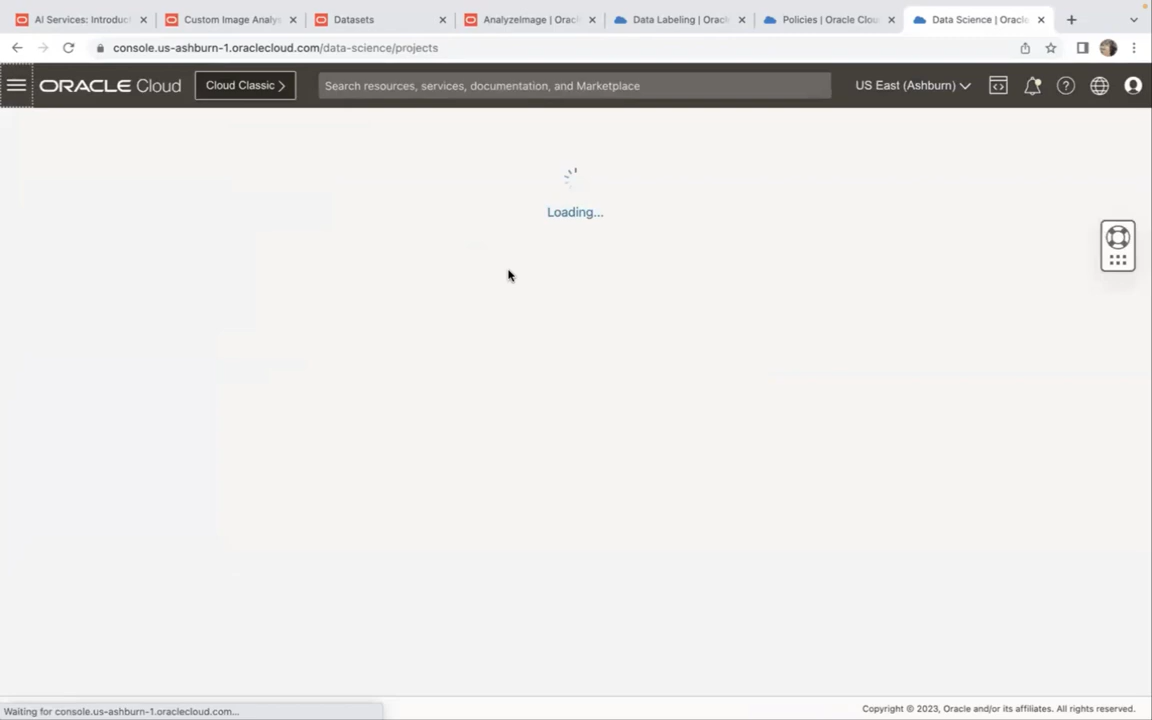 AI Services: Introduc
Custom Image Analys
Datasets
AnalyzeImage | Oracl
Data Labeling | Oracle
Policies | Oracle Clou
Data Science | Oracle
console.us-ashburn-1.oraclecloud.com/data-science/projects
ORACLE Cloud
Cloud Classic
Search resources, services, documentation, and Marketplace
US East (Ashburn)
Loading...
Waiting for console.us-ashburn-1.oraclecloud.com...
Copyright © 2023, Oracle and/or its affiliates. All rights reserved.